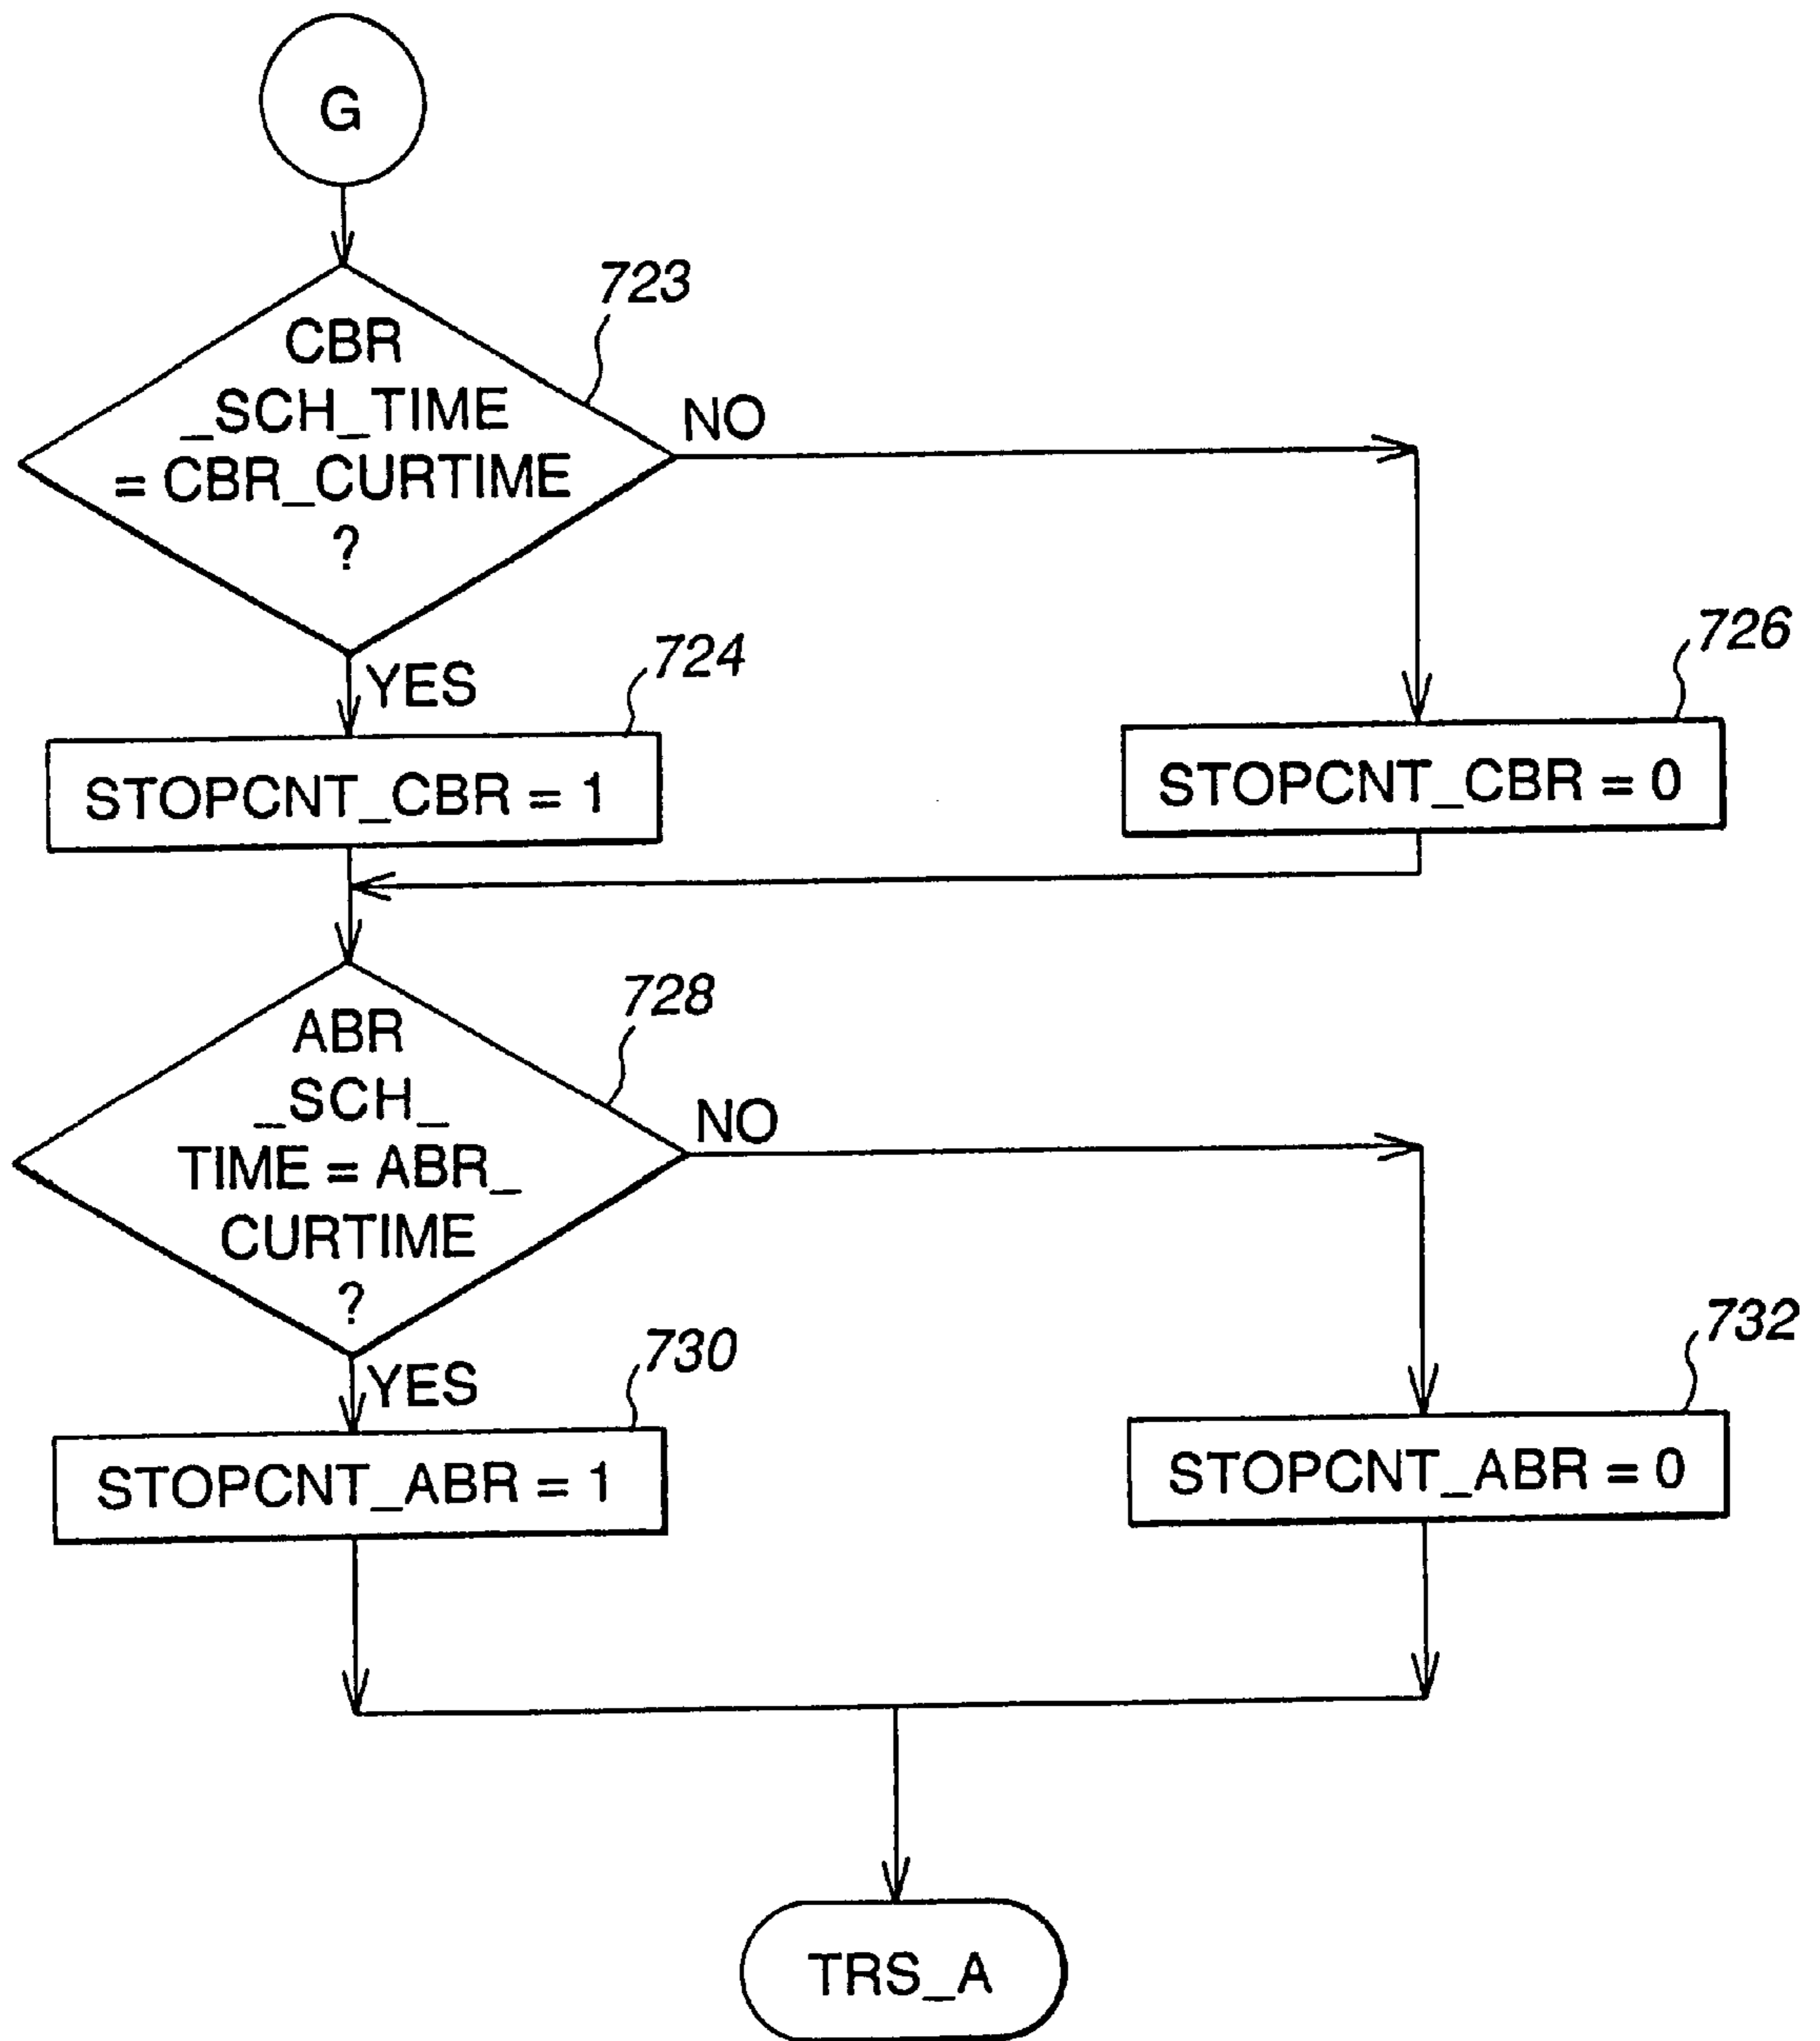 G
723
CBR
_SCH_TIME
= CBR_CURTIME
?
NO
YES
724
STOPCNT_CBR = 1
726
STOPCNT_CBR = 0
728
ABR
_SCH_
TIME = ABR_
CURTIME
?
NO
YES
730
STOPCNT_ABR = 1
732
STOPCNT_ABR = 0
TRS_A